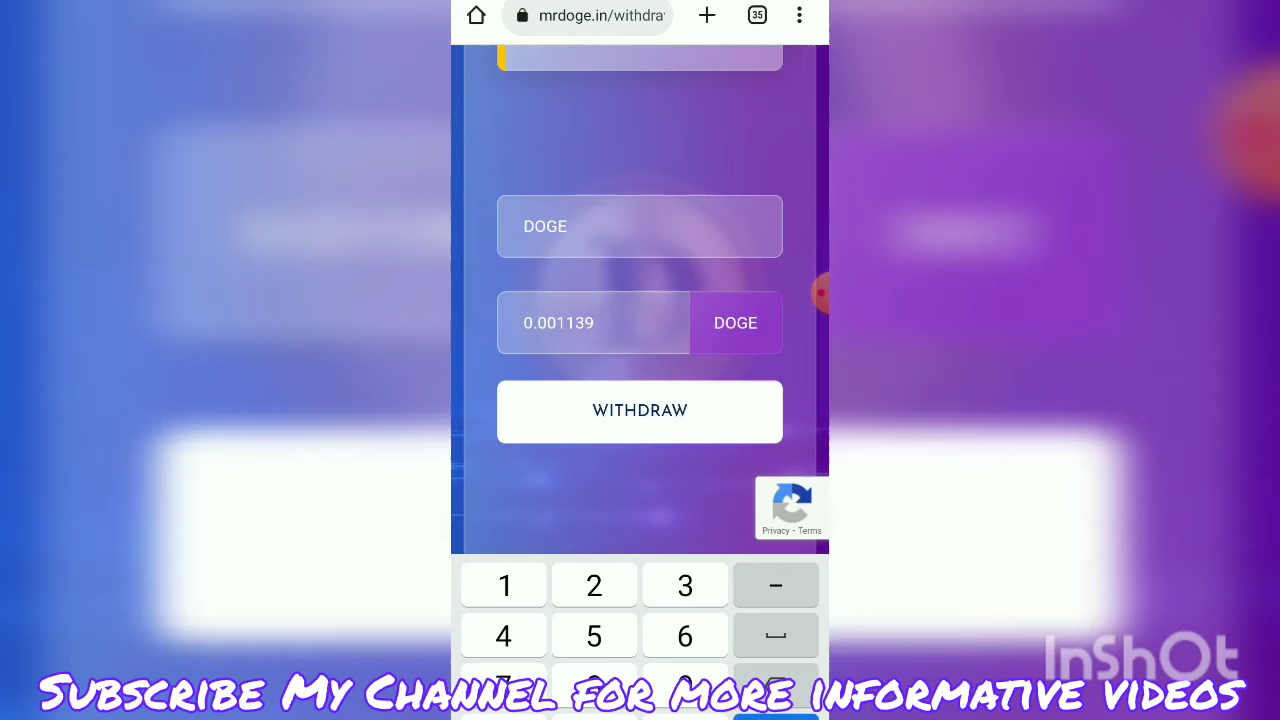 35
mrdoge.in/withdra
DOGE
0.001139 DOGE
WITHDRAW
Privacy - Terms
1 2 3 -
4 5 6
InShOt
Subscribe My Channel for more informative videos